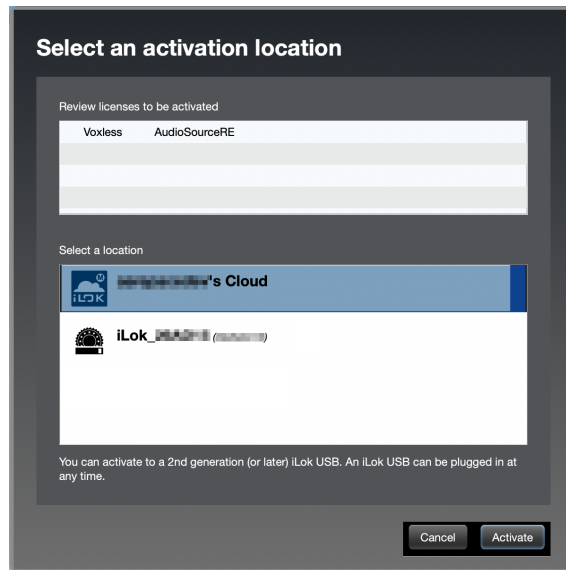 Select an activation location
Review licenses to be activated
Voxless AudioSourceRE
Select a location
's Cloud
iLOK
iLok_
You can activate to a 2nd generation (or later) iLok USB. An iLok USB can be plugged in at
any time.
Cancel Activate